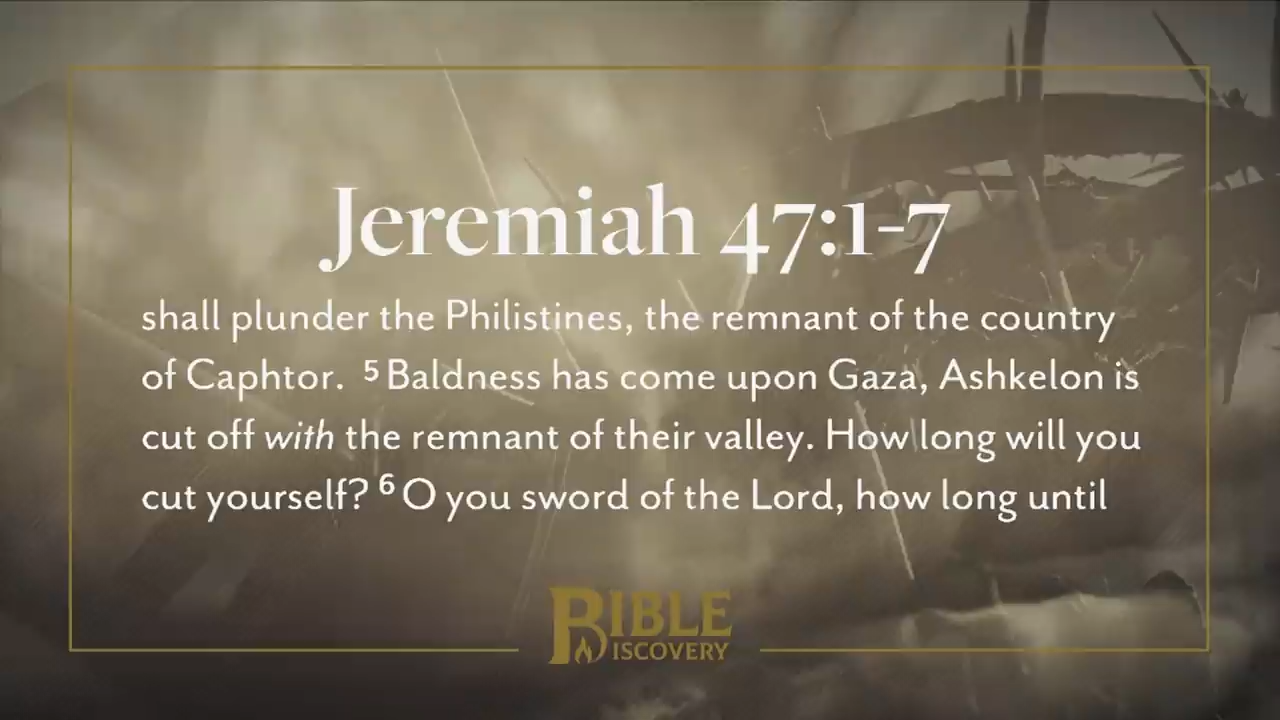 Jeremiah 47:1-7
shall plunder the Philistines, the remnant of the country
of Caphtor. 5 Baldness has come upon Gaza, Ashkelon is
cut off with the remnant of their valley. How long will you
cut yourself? 6 O you sword of the Lord, how long until
BIBLE
DISCOVERY